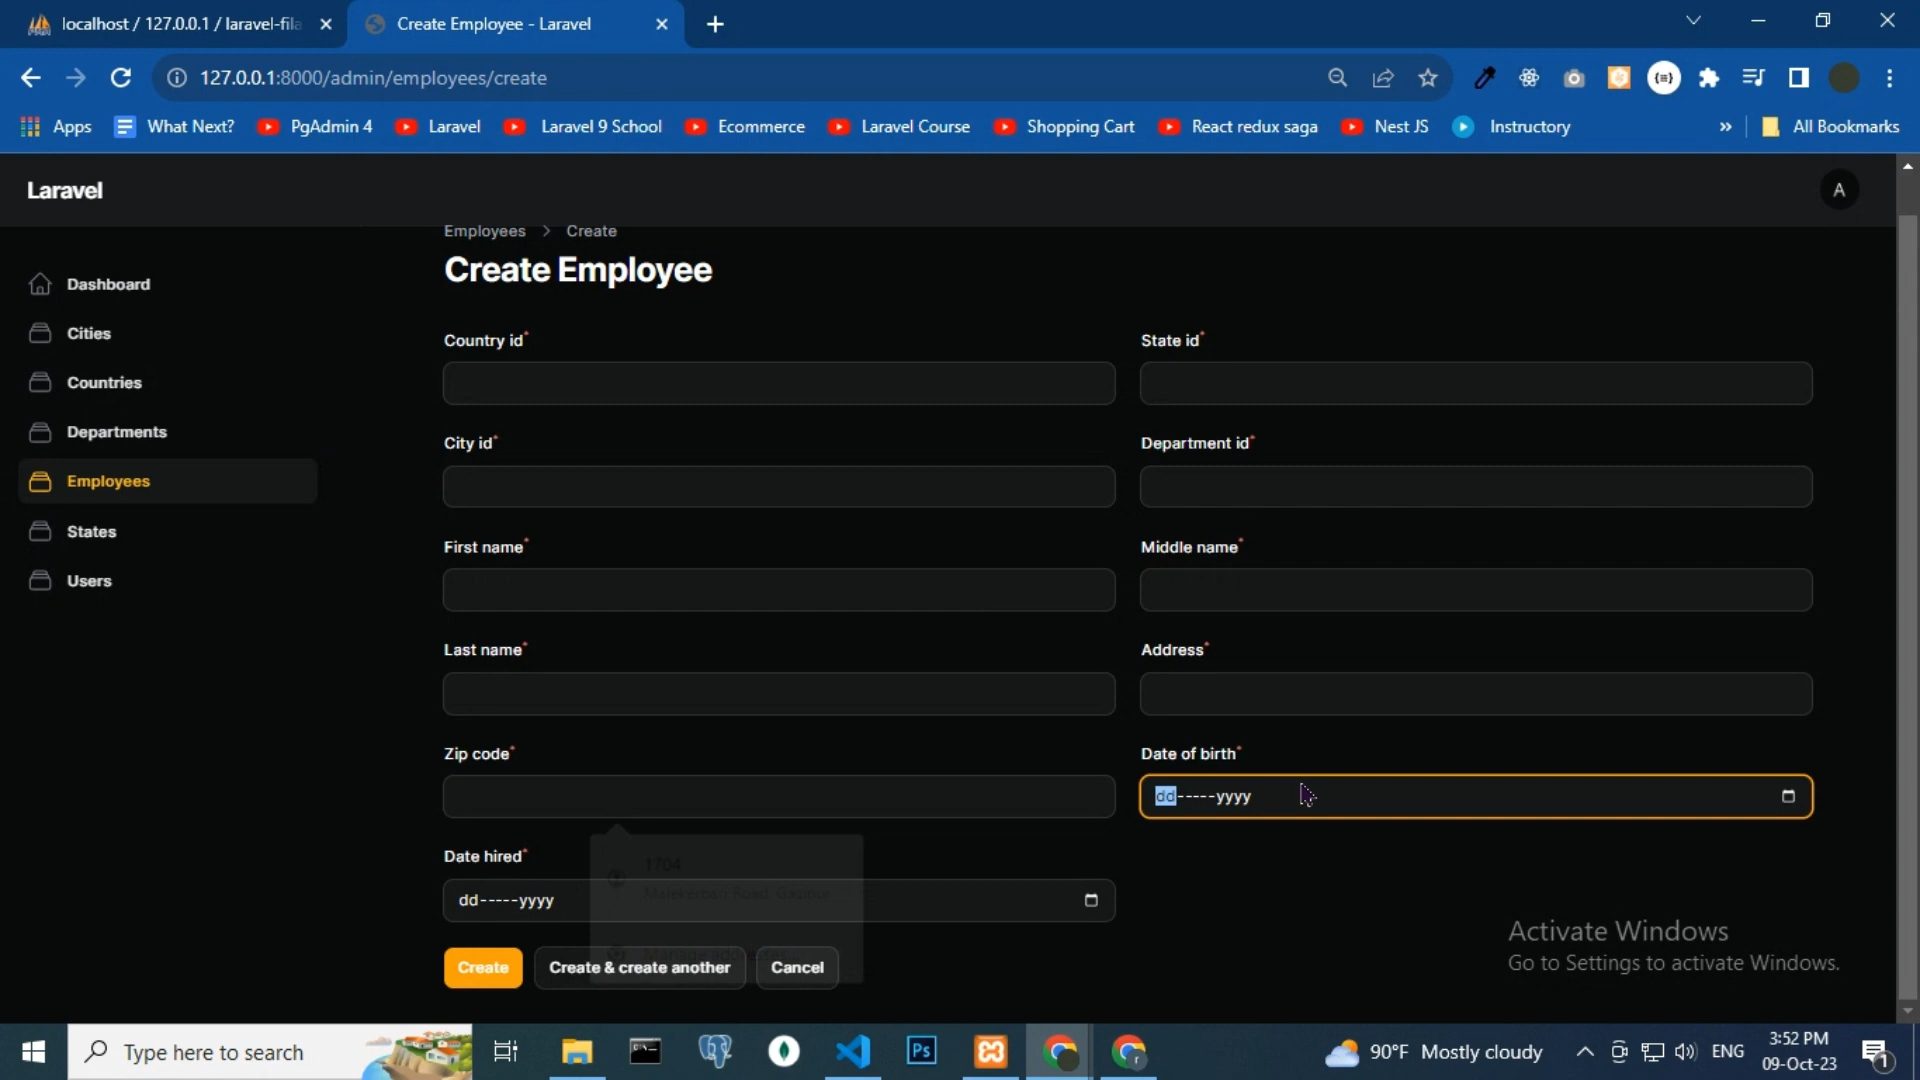 localhost / 127.0.0.1 / laravel-fila
Create Employee - Laravel
127.0.0.1:8000/admin/employees/create
Apps
What Next?
PgAdmin 4
Laravel
Laravel 9 School
Ecommerce
Laravel Course
Shopping Cart
React redux saga
Nest JS
Instructory
»
All Bookmarks
Laravel
A
Employees > Create
Create Employee
Dashboard
Cities
Countries
Departments
Employees
States
Users
Country id*
State id*
City id*
Department id*
First name*
Middle name*
Last name*
Address*
Zip code*
Date of birth*
dd-----yyyy
Date hired*
1704
dd-----yyyy
Create
Create & create another
Cancel
Activate Windows
Go to Settings to activate Windows.
Type here to search
Ps
r
90°F Mostly cloudy
ENG
3:52 PM
09-Oct-23
1